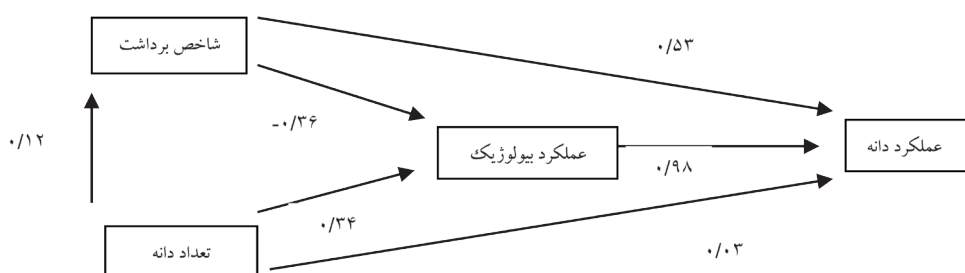 شاخص برداشت
۰/۵۳
۰/۱۲
-۰/۳۶
عملکرد بیولوژیک
عملکرد دانه
۰/۹۸
۰/۳۴
تعداد دانه
۰/۰۳